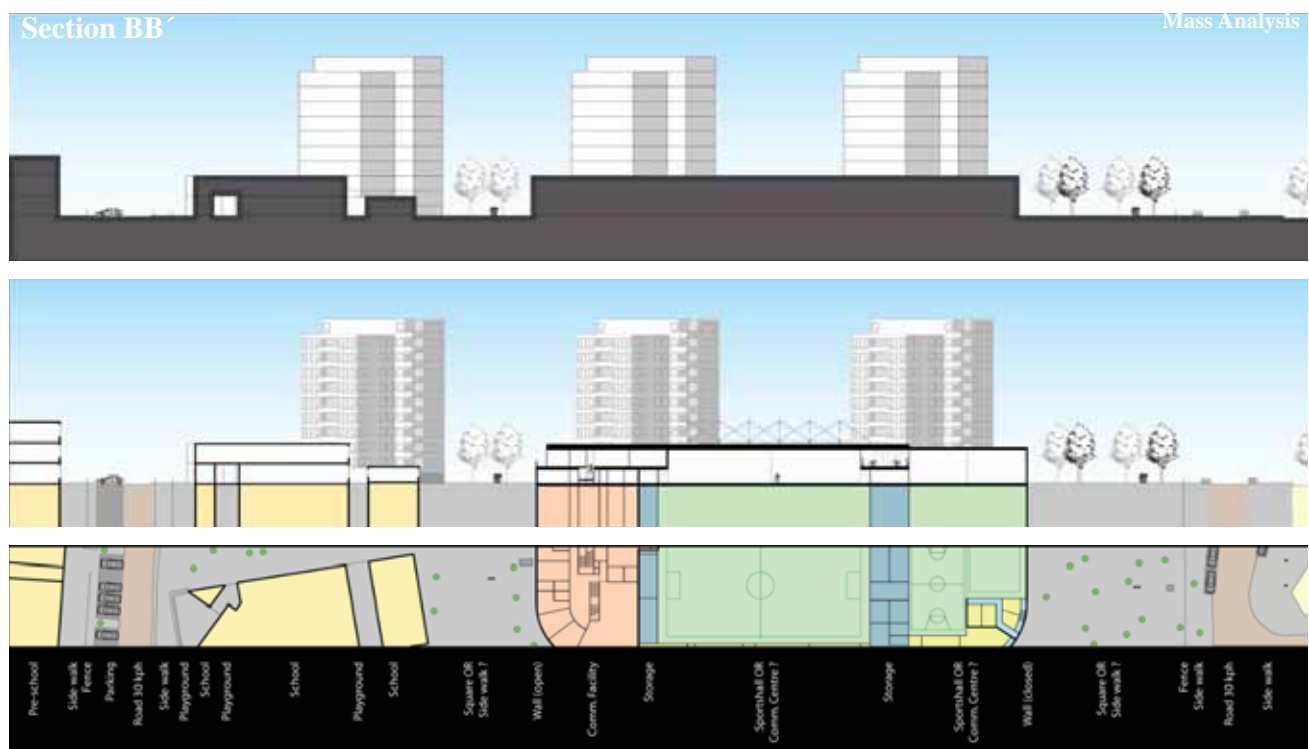 Section BB´
Mass Analysis
Pre-school
Side-walk
Fence
Parking
Road 30 kph
Side-walk
Playground
School
Playground
School
Playground
School
Square OR
Side walk ?
Wall (open)
Comm. Facility
Storage
Sportshall OR
Comm. Centre ?
Storage
Sportshall OR
Comm. Centre ?
Wall (closed)
Square OR
Side walk ?
Fence
Side-walk
Road 30 kph
Side-walk